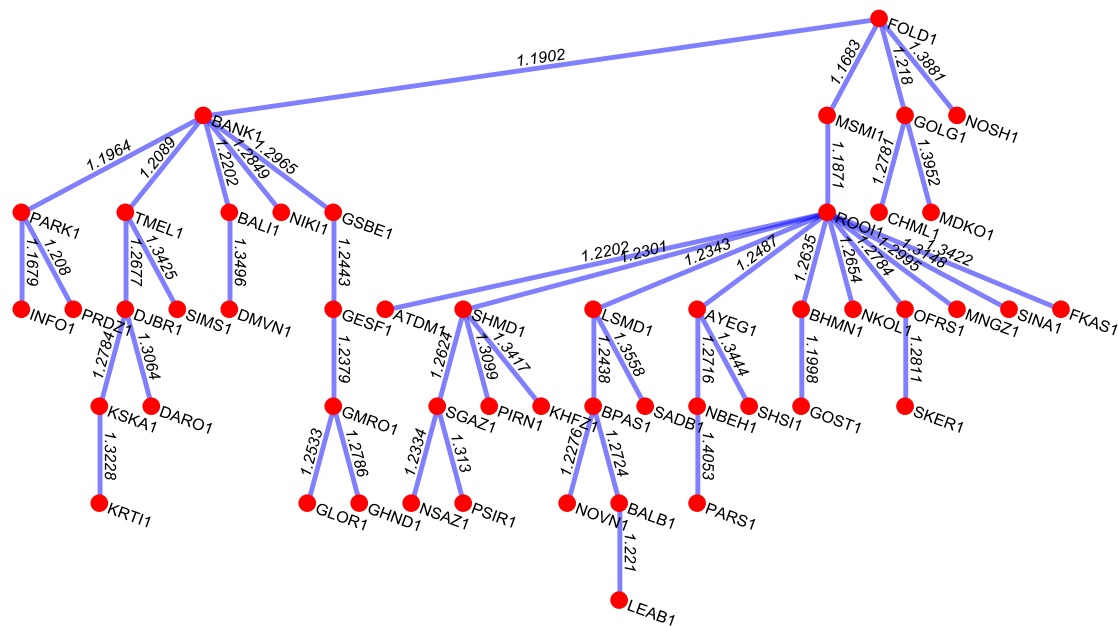 FOLD1
1.1902
1.1683
1.218
1.3881
BANK1
MSMI1
GOLG1
NOSH1
1.1964
1.2089
1.2202
1.2849
1.2965
1.1871
1.2781
1.3952
PARK1
TMEL1
BALI1
NIKI1
GSBE1
ROOI1
CHML1
MDKO1
1.1679
1.208
1.2677
1.3425
1.3496
1.2443
1.2202
1.2301
1.2343
1.2487
1.2635
1.2654
1.2784
1.2995
1.3148
1.3422
INFO1
PRDZ1
DJBR1
SIMS1
DMVN1
GESF1
ATDM1
SHMD1
LSMD1
AYEG1
BHMN1
NKOL1
OFRS1
MNGZ1
SINA1
FKAS1
1.2784
1.3064
1.2379
1.2624
1.3099
1.3417
1.2438
1.3558
1.2716
1.3444
1.1998
1.2811
KSKA1
DARO1
GMRO1
SGAZ1
PIRN1
KHFZ1
BPAS1
SADB1
NBEH1
SHSI1
GOST1
SKER1
1.3228
1.2533
1.2786
1.2334
1.313
1.2276
1.2724
1.4053
KRTI1
GLOR1
GHND1
NSAZ1
PSIR1
NOVN1
BALB1
PARS1
1.221
LEAB1